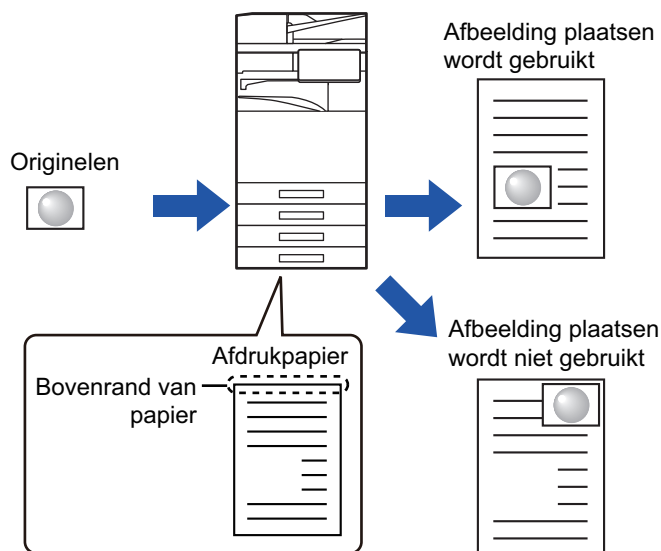 Afbeelding plaatsen
wordt gebruikt
Originelen
Afbeelding plaatsen
wordt niet gebruikt
Afdrukpapier
Bovenrand van
papier